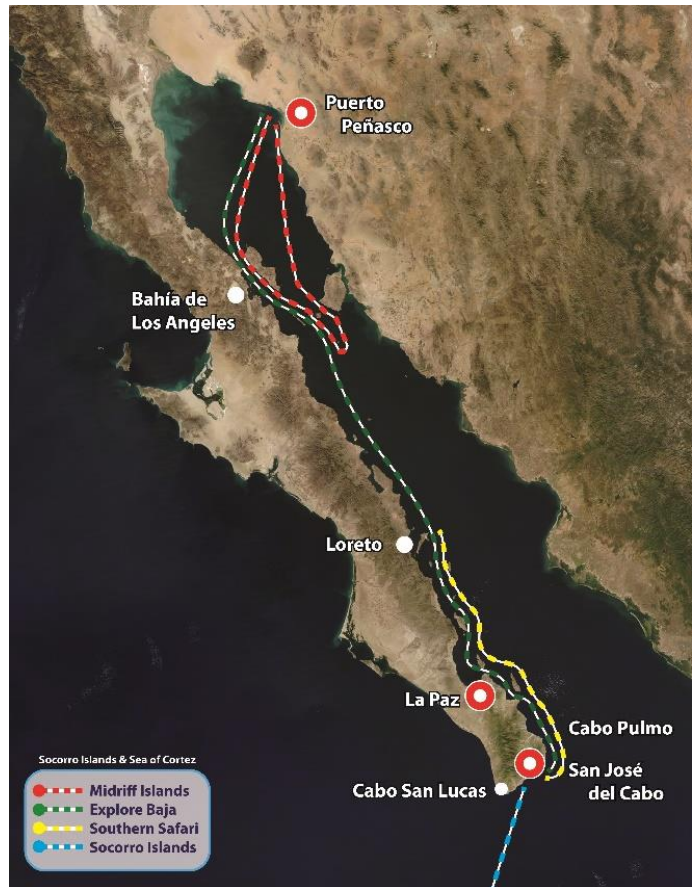 Puerto
Peñasco
Bahía de
Los Angeles
Loreto
La Paz
Cabo Pulmo
San José
del Cabo
Cabo San Lucas
Socorro Islands & Sea of Cortez
Midriff Islands
Explore Baja
Southern Safari
Socorro Islands